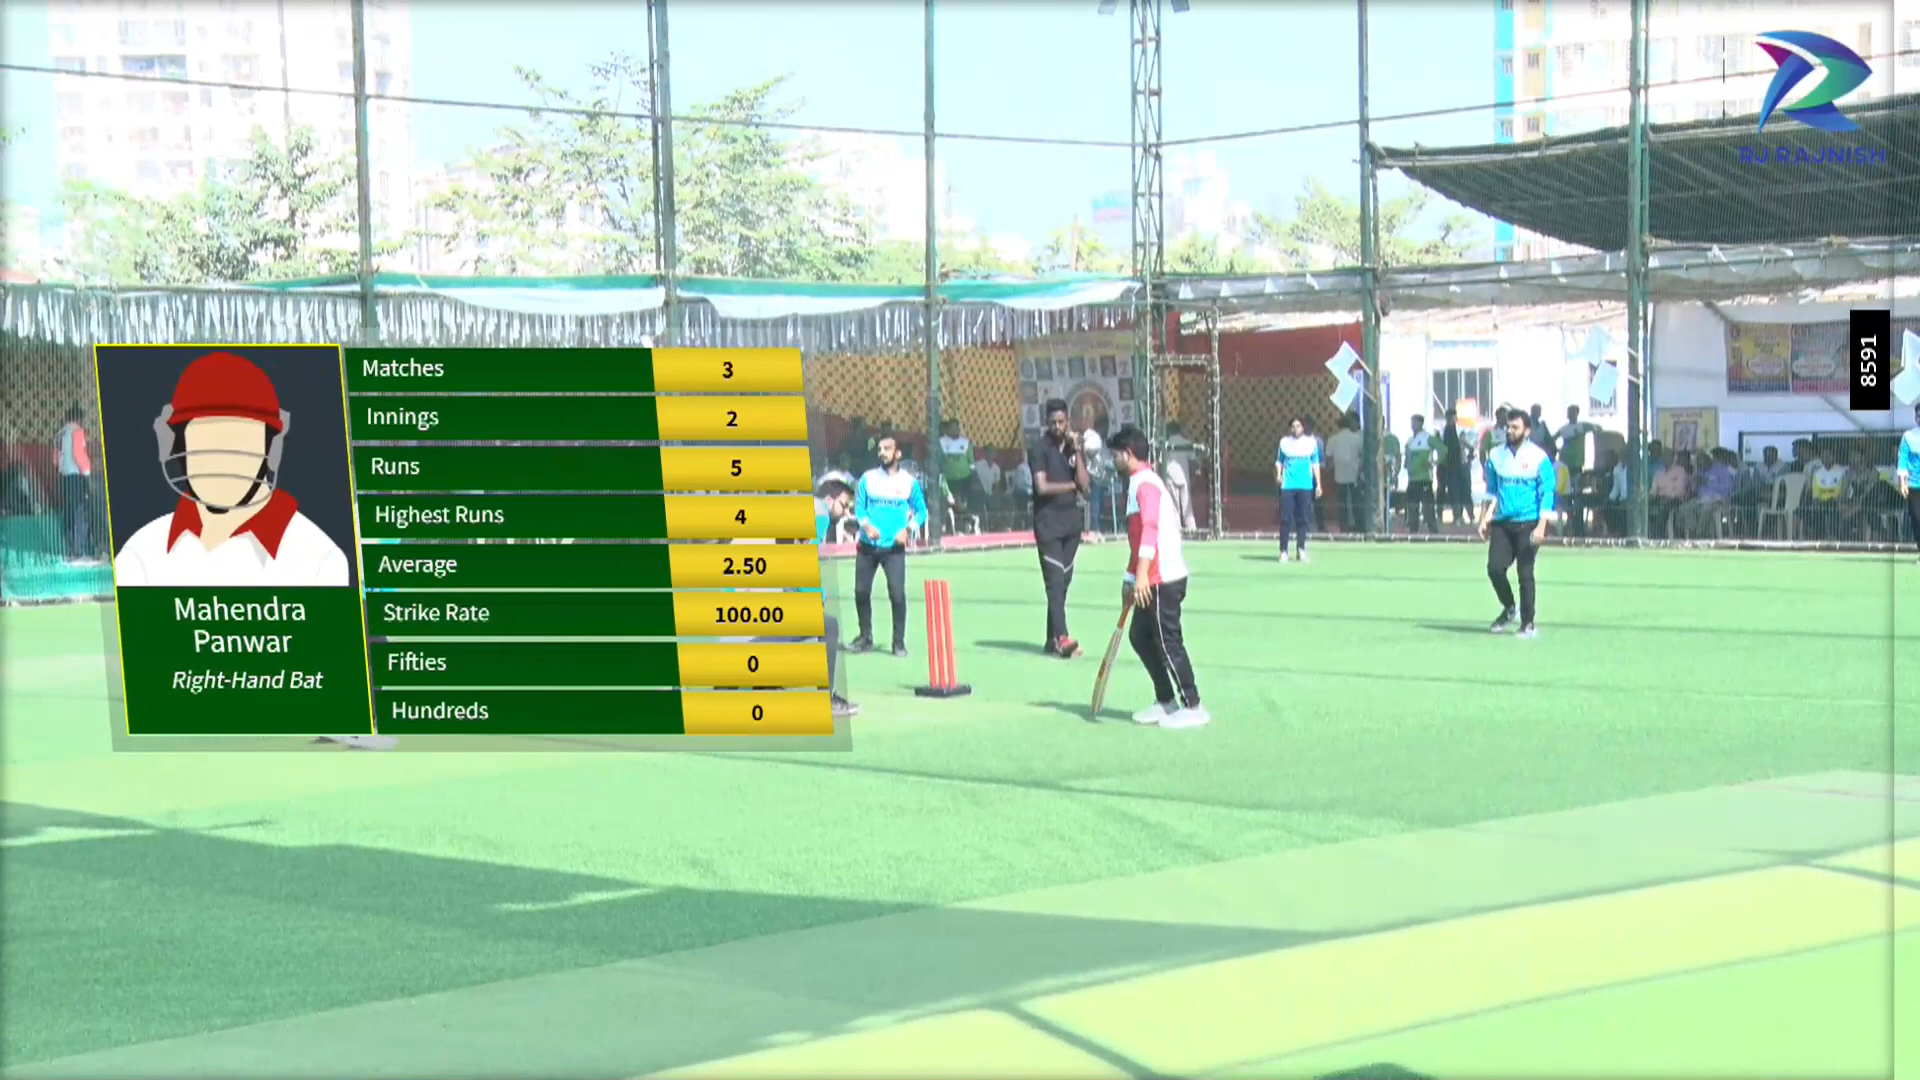 RJ RAJNISH
8591
Matches 3
Innings 2
Runs 5
Highest Runs 4
Average 2.50
Strike Rate 100.00
Fifties 0
Hundreds 0
Mahendra
Panwar
Right-Hand Bat